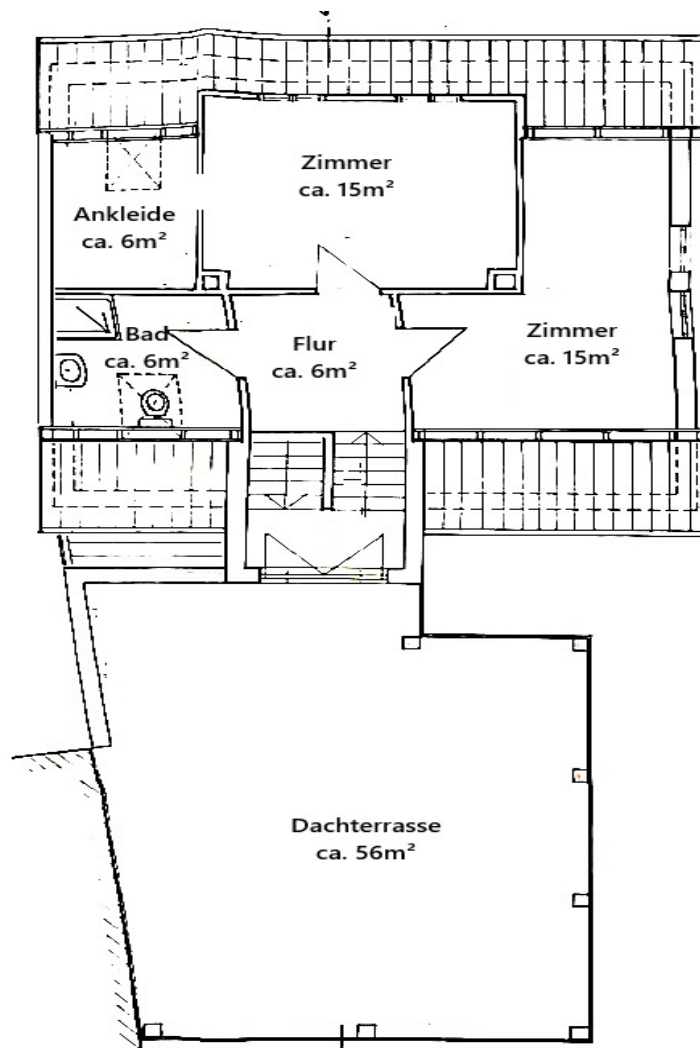 Zimmer
ca. 15m²
Ankleide
ca. 6m²
Bad
ca. 6m²
Flur
ca. 6m²
Zimmer
ca. 15m²
Dachterrasse
ca. 56m²